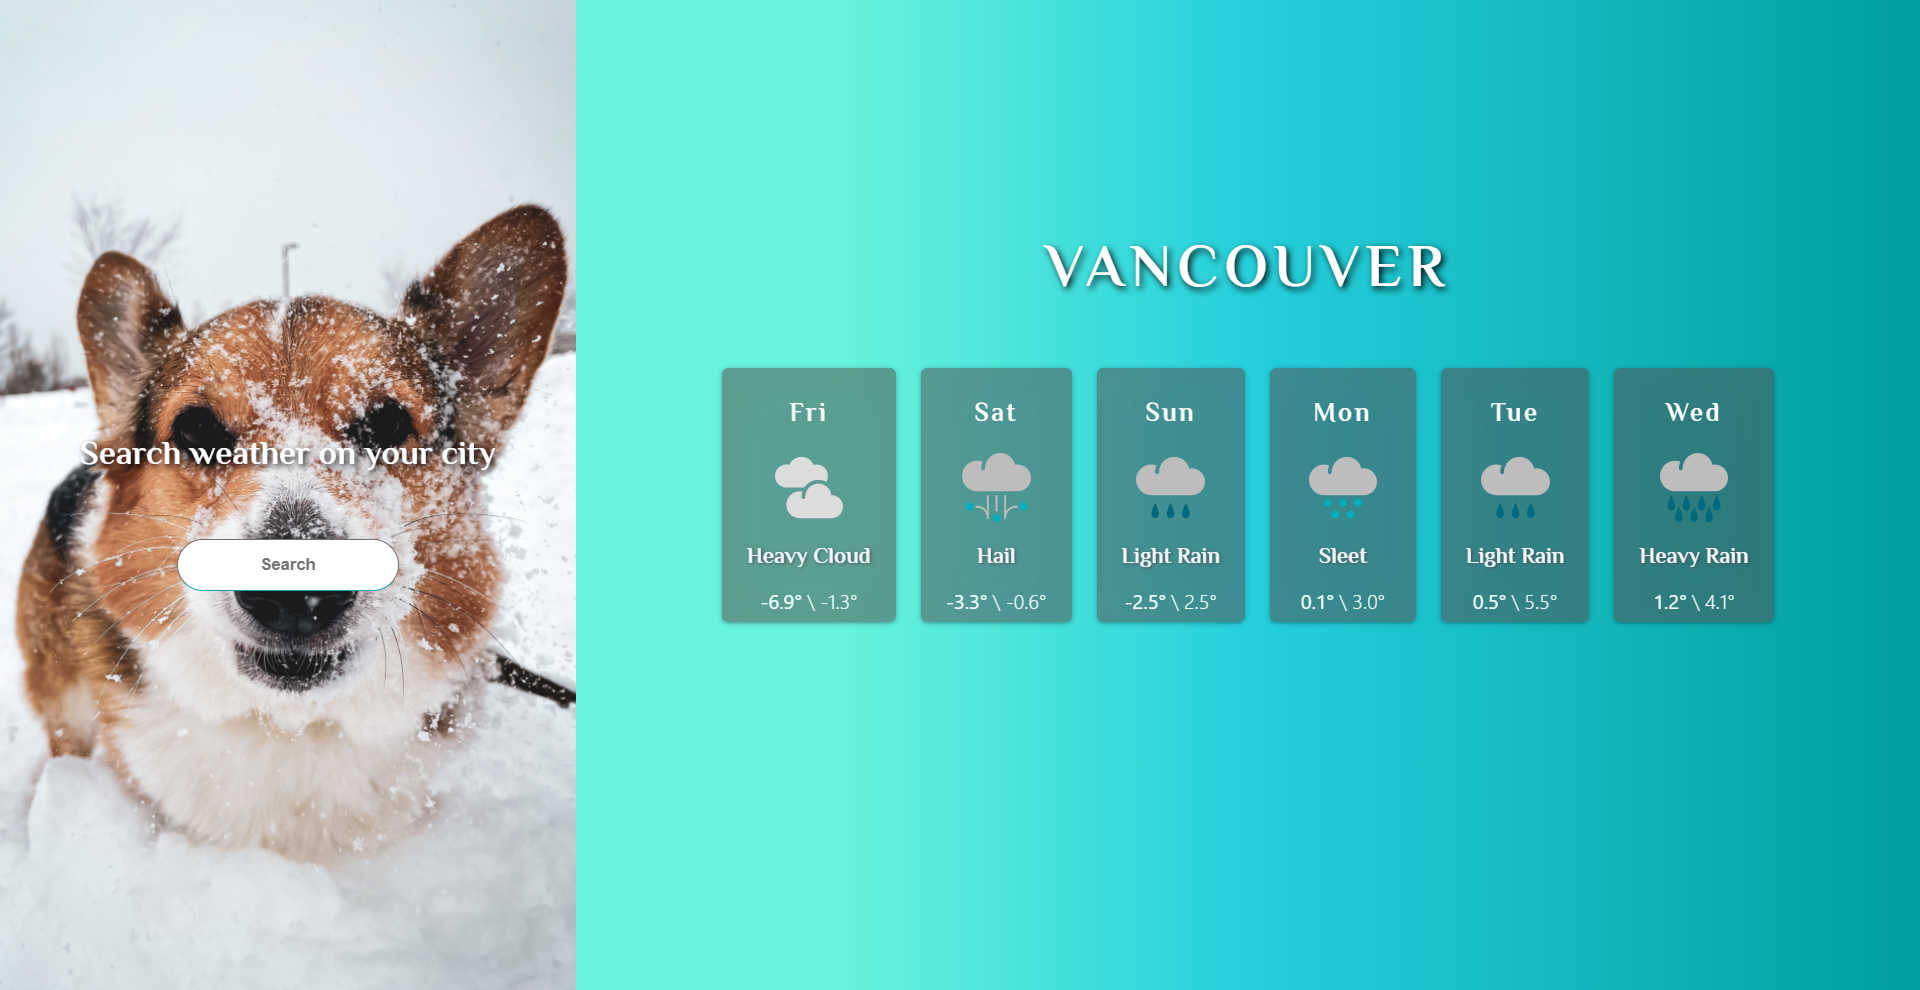 Search weather on your city
Search
VANCOUVER
Fri
Heavy Cloud
-6.9° \ -1.3°
Sat
Hail
-3.3° \ -0.6°
Sun
Light Rain
-2.5° \ 2.5°
Mon
Sleet
0.1° \ 3.0°
Tue
Light Rain
0.5° \ 5.5°
Wed
Heavy Rain
1.2° \ 4.1°